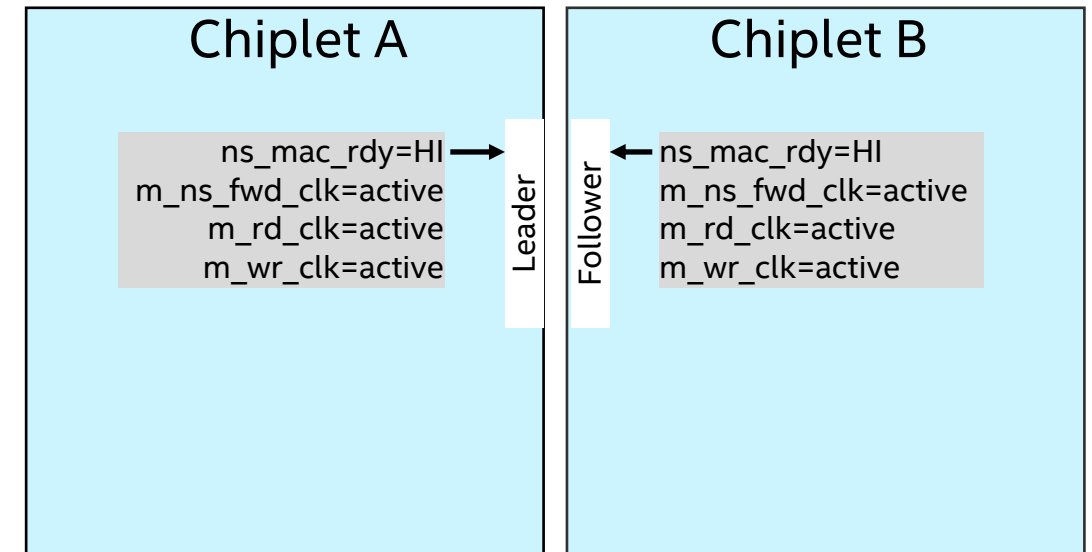 Chiplet A
ns_mac_rdy=HI
m_ns_fwd_clk=active
m_rd_clk=active
m_wr_clk=active
Leader
Chiplet B
Follower
ns_mac_rdy=HI
m_ns_fwd_clk=active
m_rd_clk=active
m_wr_clk=active